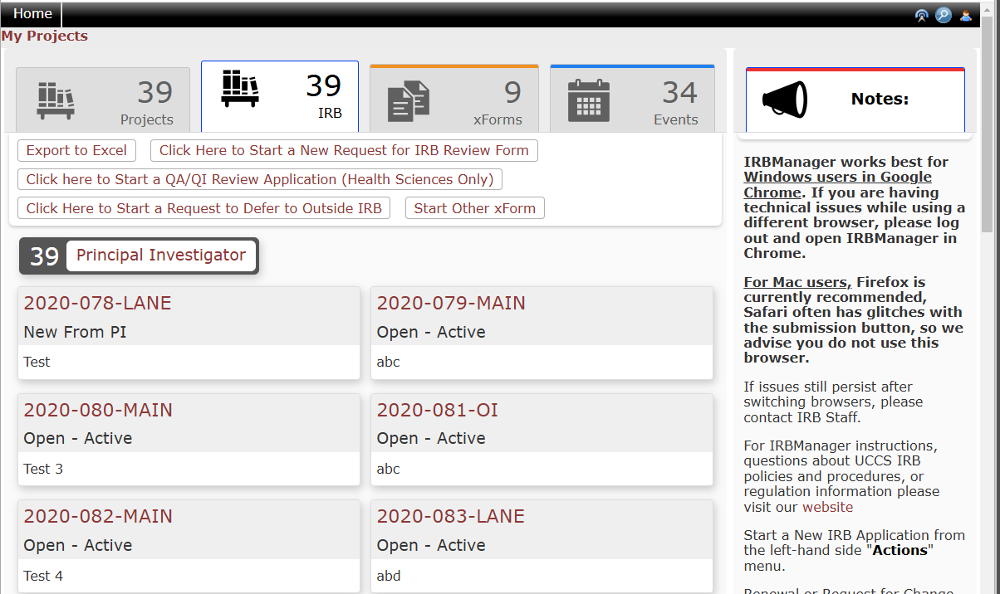 Home
My Projects
39
Projects
39
IRB
9
xForms
34
Events
Export to Excel
Click Here to Start a New Request for IRB Review Form
Click here to Start a QA/QI Review Application (Health Sciences Only)
Click Here to Start a Request to Defer to Outside IRB
Start Other xForm
39 Principal Investigator
2020-078-LANE
New From PI
Test
2020-079-MAIN
Open - Active
abc
2020-080-MAIN
Open - Active
Test 3
2020-081-OI
Open - Active
abc
2020-082-MAIN
Open - Active
Test 4
2020-083-LANE
Open - Active
abd
Notes:
IRBManager works best for
Windows users in Google
Chrome. If you are having
technical issues while using a
different browser, please log
out and open IRBManager in
Chrome.
For Mac users, Firefox is
currently recommended,
Safari often has glitches with
the submission button, so we
advise you do not use this
browser.
If issues still persist after
switching browsers, please
contact IRB Staff.
For IRBManager instructions,
questions about UCCS IRB
policies and procedures, or
regulation information please
visit our website
Start a New IRB Application from
the left-hand side "Actions"
menu.
Renewal or Request for Change